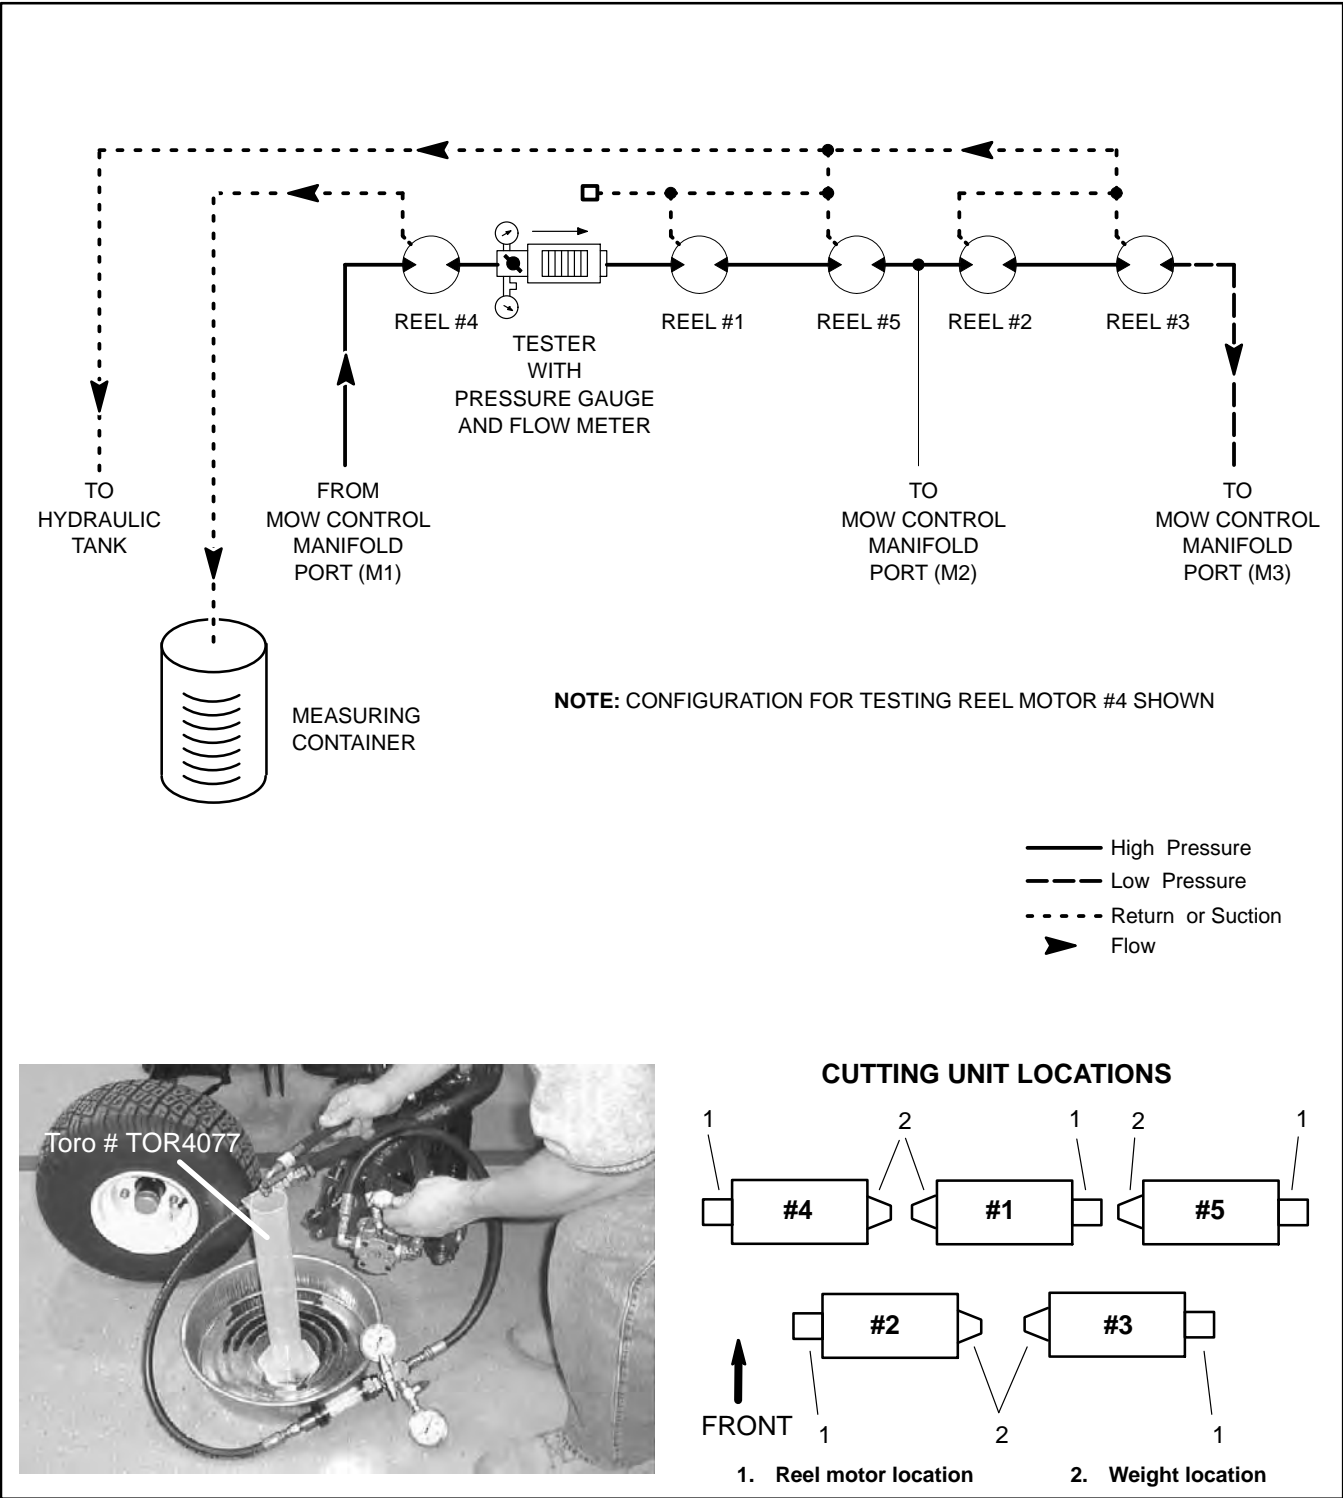 REEL #4
REEL #1
REEL #5
REEL #2
REEL #3
TESTER
WITH
PRESSURE GAUGE
AND FLOW METER
TO
HYDRAULIC
TANK
FROM
MOW CONTROL
MANIFOLD
PORT (M1)
TO
MOW CONTROL
MANIFOLD
PORT (M2)
TO
MOW CONTROL
MANIFOLD
PORT (M3)
MEASURING
CONTAINER
NOTE: CONFIGURATION FOR TESTING REEL MOTOR #4 SHOWN
High Pressure
Low Pressure
Return or Suction
Flow
Toro # TOR4077
CUTTING UNIT LOCATIONS
1 2 1 2 1
#4 #1 #5
#2 #3
FRONT
1 2 1
1. Reel motor location 2. Weight location